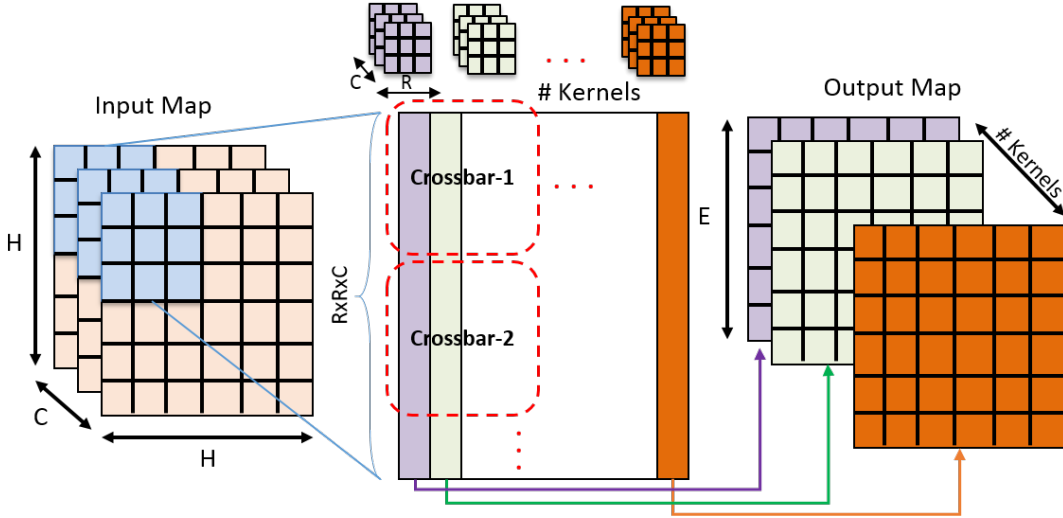 C
R
# Kernels
Input Map
Output Map
# Kernels
Crossbar-1
. . .
H
E
RxRxC
Crossbar-2
C
H